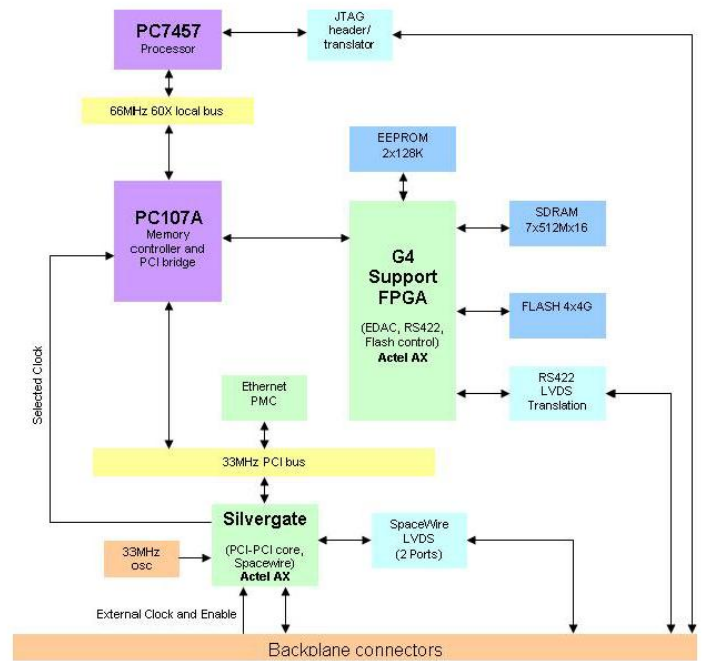 PC7457
Processor
JTAG
header/
translator
66MHz 60X local bus
EEPROM
2x128K
PC107A
Memory
controller and
PCI bridge
SDRAM
7x512Mx16
G4
Support
FPGA
(EDAC, RS422,
Flash control)
Actel AX
FLASH 4x4G
RS422
LVDS
Translation
Selected Clock
Ethernet
PMC
33MHz PCI bus
Silvergate
(PCI-PCI core,
Spacewire)
Actel AX
SpaceWire
LVDS
(2 Ports)
33MHz
osc
External Clock and Enable
Backplane connectors